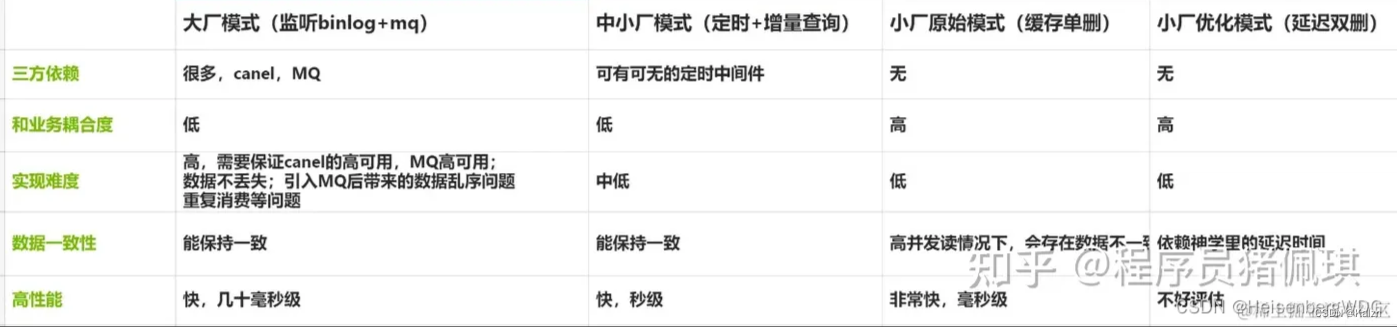 大厂模式（监听binlog+mq） 中小厂模式（定时+增量查询） 小厂原始模式（缓存单删） 小厂优化模式（延迟双删）
三方依赖 很多，canel，MQ 可有可无的定时中间件 无 无
和业务耦合度 低 低 高 高
实现难度 高，需要保证canel的高可用，MQ高可用；
数据不丢失；引入MQ后带来的数据乱序问题
重复消费等问题 中低 低 低
数据一致性 能保持一致 能保持一致 高并发读情况下，会存在数据不一致 依赖神学里的延迟时间
知乎 @程序员猪佩琪
高性能 快，几十毫秒级 快，秒级 非常快，毫秒级 不好评估
CSDN @HeisenbergWDG